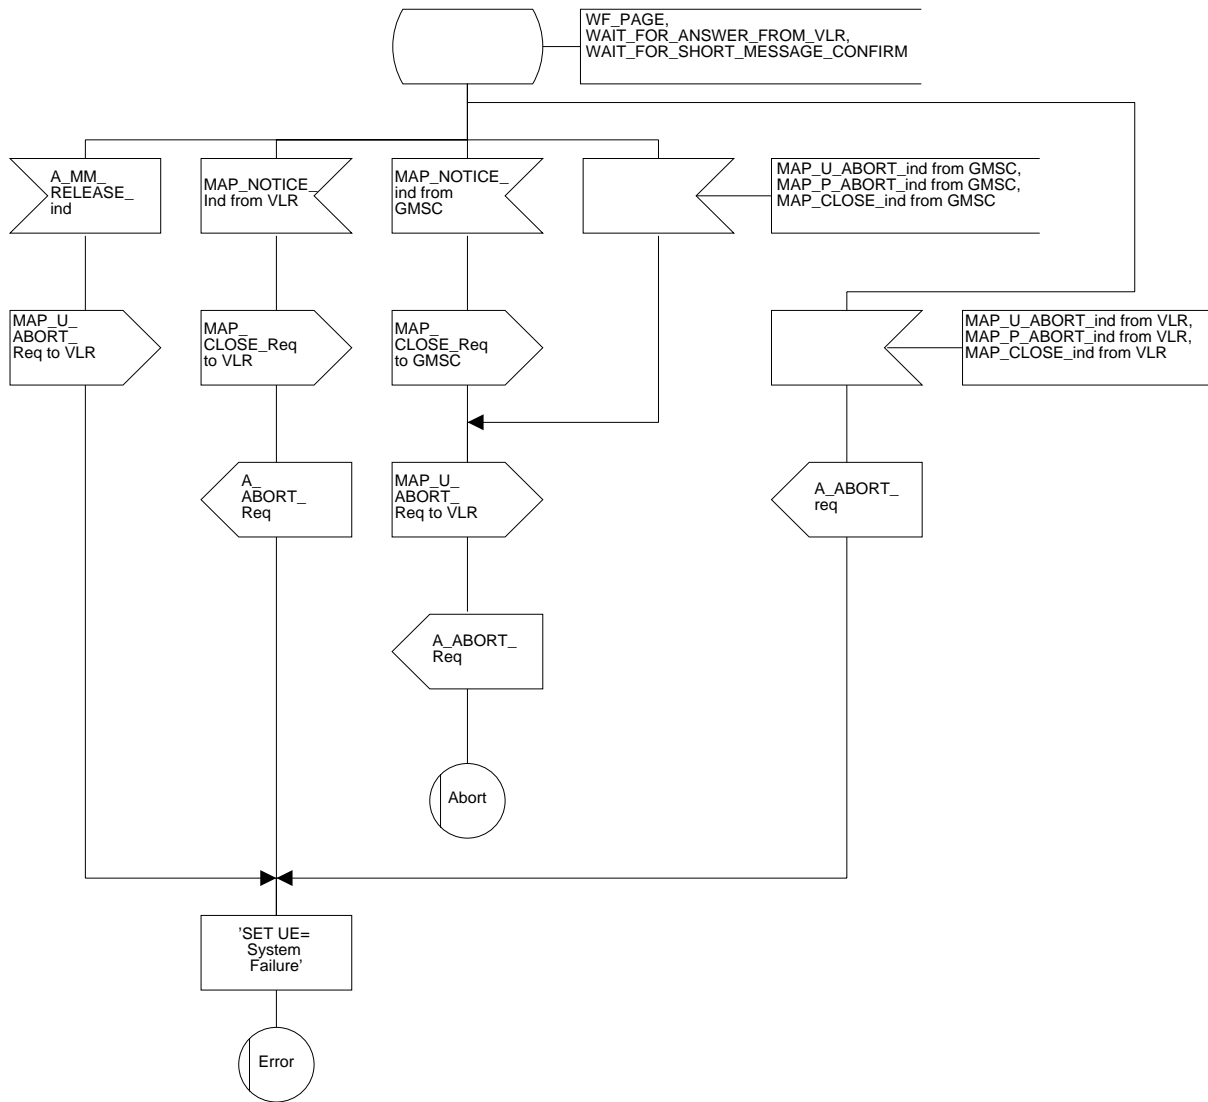 WF_PAGE,
WAIT_FOR_ANSWER_FROM_VLR,
WAIT_FOR_SHORT_MESSAGE_CONFIRM
A_MM_
RELEASE_
ind
MAP_NOTICE_
Ind from VLR
MAP_NOTICE_
ind from
GMSC
MAP_U_ABORT_ind from GMSC,
MAP_P_ABORT_ind from GMSC,
MAP_CLOSE_ind from GMSC
MAP_U_
ABORT_
Req to VLR
MAP_
CLOSE_Req
to VLR
MAP_
CLOSE_Req
to GMSC
MAP_U_ABORT_ind from VLR,
MAP_P_ABORT_ind from VLR,
MAP_CLOSE_ind from VLR
A_
ABORT_
Req
MAP_U_
ABORT_
Req to VLR
A_ABORT_
req
A_ABORT_
Req
Abort
'SET UE=
System
Failure'
Error